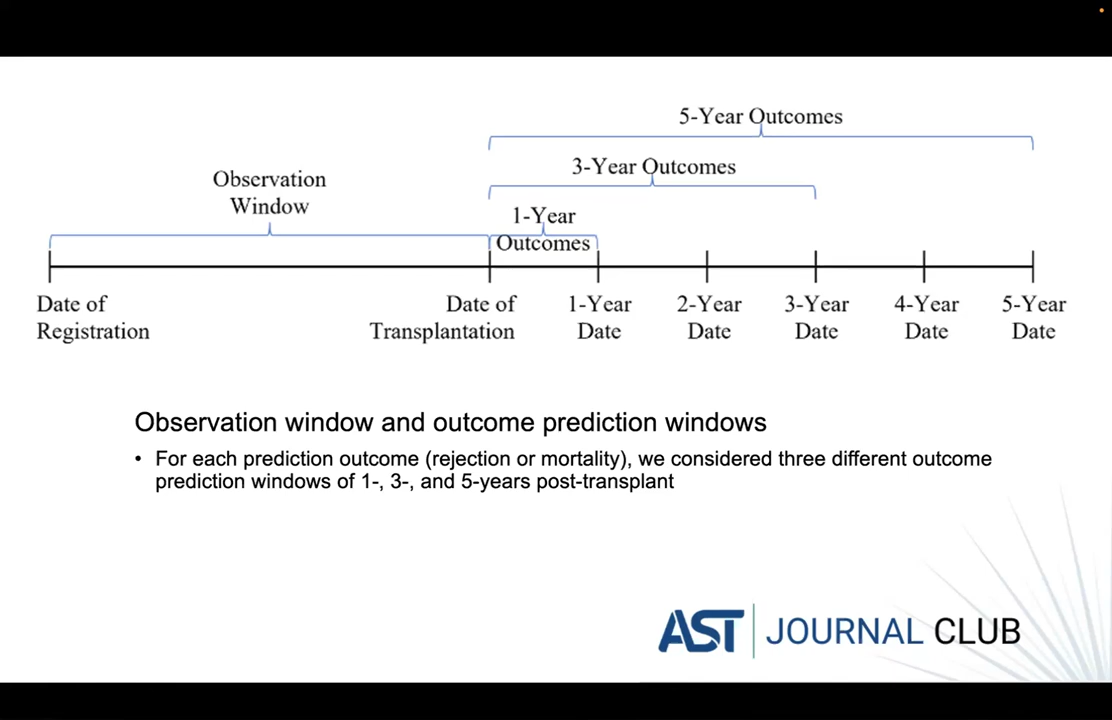 5-Year Outcomes
3-Year Outcomes
Observation
Window
1-Year
Outcomes
Date of
Registration
Date of
Transplantation
1-Year
Date
2-Year
Date
3-Year
Date
4-Year
Date
5-Year
Date
Observation window and outcome prediction windows
• For each prediction outcome (rejection or mortality), we considered three different outcome
prediction windows of 1-, 3-, and 5-years post-transplant
AST JOURNAL CLUB